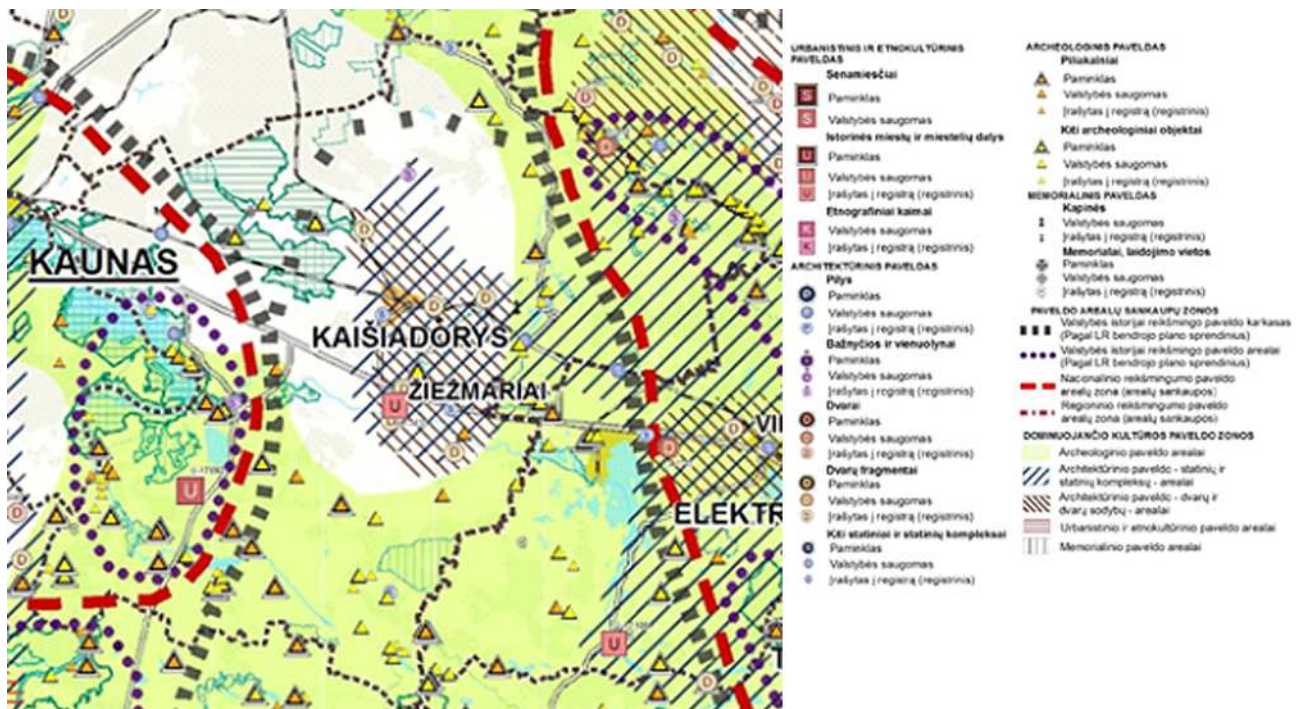 KAUNAS
KAIŠIADORYS
ŽIEŽMARIAI
ELEKTR
VI
U
U
U
URBANISTINIS IR ETNOKULTŪRINIS
PAVELDAS
Senamiesčiai
S Paminklas
S Valstybės saugomas
Istorinės miestų ir miestelių dalys
U Paminklas
U Valstybės saugomas
U Įrašytas į registrą (registrinis)
Etnografiniai kaimai
K Valstybės saugomas
K Įrašytas į registrą (registrinis)
ARCHITEKTŪRINIS PAVELDAS
Pilys
Paminklas
Valstybės saugomas
Įrašytas į registrą (registrinis)
Bažnyčios ir vienuolynai
Paminklas
Valstybės saugomas
Įrašytas į registrą (registrinis)
Dvarai
Paminklas
Valstybės saugomas
Įrašytas į registrą (registrinis)
Dvarų fragmentai
Paminklas
Valstybės saugomas
Įrašytas į registrą (registrinis)
Kiti statiniai ir statinių kompleksai
Paminklas
Valstybės saugomas
Įrašytas į registrą (registrinis)
ARCHEOLOGINIS PAVELDAS
Piliakalniai
Paminklas
Valstybės saugomas
Įrašytas į registrą (registrinis)
Kiti archeologiniai objektai
Paminklas
Valstybės saugomas
Įrašytas į registrą (registrinis)
MEMORIALINIS PAVELDAS
Kapinės
Valstybės saugomas
Įrašytas į registrą (registrinis)
Memorialai, laidojimo vietos
Paminklas
Valstybės saugomas
Įrašytas į registrą (registrinis)
PAVELDO AREALŲ SANKAUPŲ ZONOS
Valstybės istorijai reikšmingo paveldo karkasas
(Pagal LR bendrojo plano sprendinius)
Valstybės istorijai reikšmingo paveldo arealai
(Pagal LR bendrojo plano sprendinius)
Nacionalinio reikšmingumo paveldo
arealų zona (arealų sankaupos)
Regioninio reikšmingumo paveldo
arealų zona (arealų sankaupos)
DOMINUOJANČIO KULTŪROS PAVELDO ZONOS
Archeologinio paveldo arealai
Architektūrinio paveldo - statinių ir
statinių kompleksų - arealai
Architektūrinio paveldo - dvarų ir
dvarų sodybų - arealai
Urbanistinio ir etnokultūrinio paveldo arealai
Memorialinio paveldo arealai